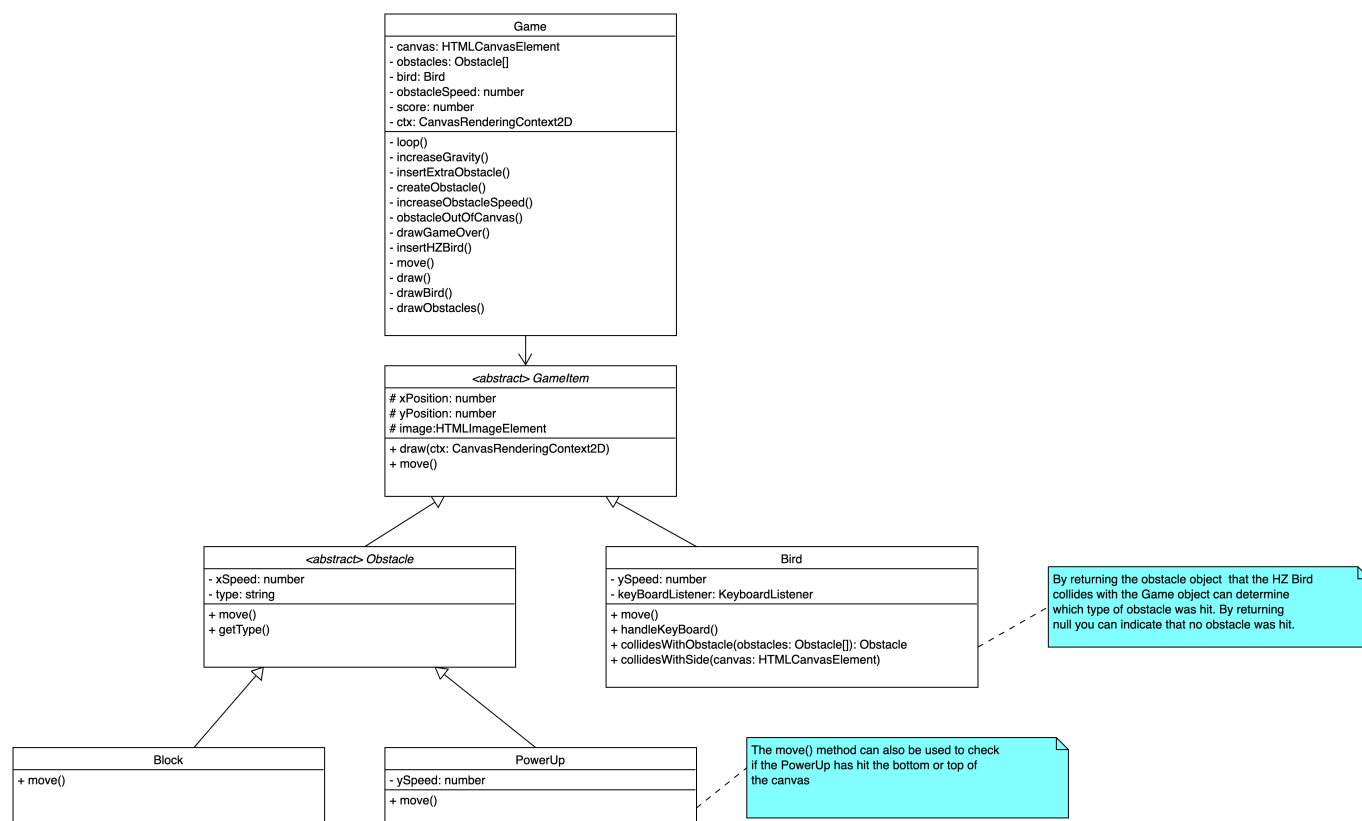 Game
- canvas: HTMLCanvasElement
- obstacles: Obstacle[]
- bird: Bird
- obstacleSpeed: number
- score: number
- ctx: CanvasRenderingContext2D
- loop()
- increaseGravity()
- insertExtraObstacle()
- createObstacle()
- increaseObstacleSpeed()
- obstacleOutOfCanvas()
- drawGameOver()
- insertHZBird()
- move()
- draw()
- drawBird()
- drawObstacles()
<abstract> GameItem
# xPosition: number
# yPosition: number
# image:HTMLImageElement
+ draw(ctx: CanvasRenderingContext2D)
+ move()
<abstract> Obstacle
- xSpeed: number
- type: string
+ move()
+ getType()
Bird
- ySpeed: number
- keyBoardListener: KeyboardListener
+ move()
+ handleKeyBoard()
+ collidesWithObstacle(obstacles: Obstacle[]): Obstacle
+ collidesWithSide(canvas: HTMLCanvasElement)
By returning the obstacle object  that the HZ Bird
collides with the Game object can determine
which type of obstacle was hit. By returning
null you can indicate that no obstacle was hit.
Block
+ move()
PowerUp
- ySpeed: number
+ move()
The move() method can also be used to check
if the PowerUp has hit the bottom or top of
the canvas